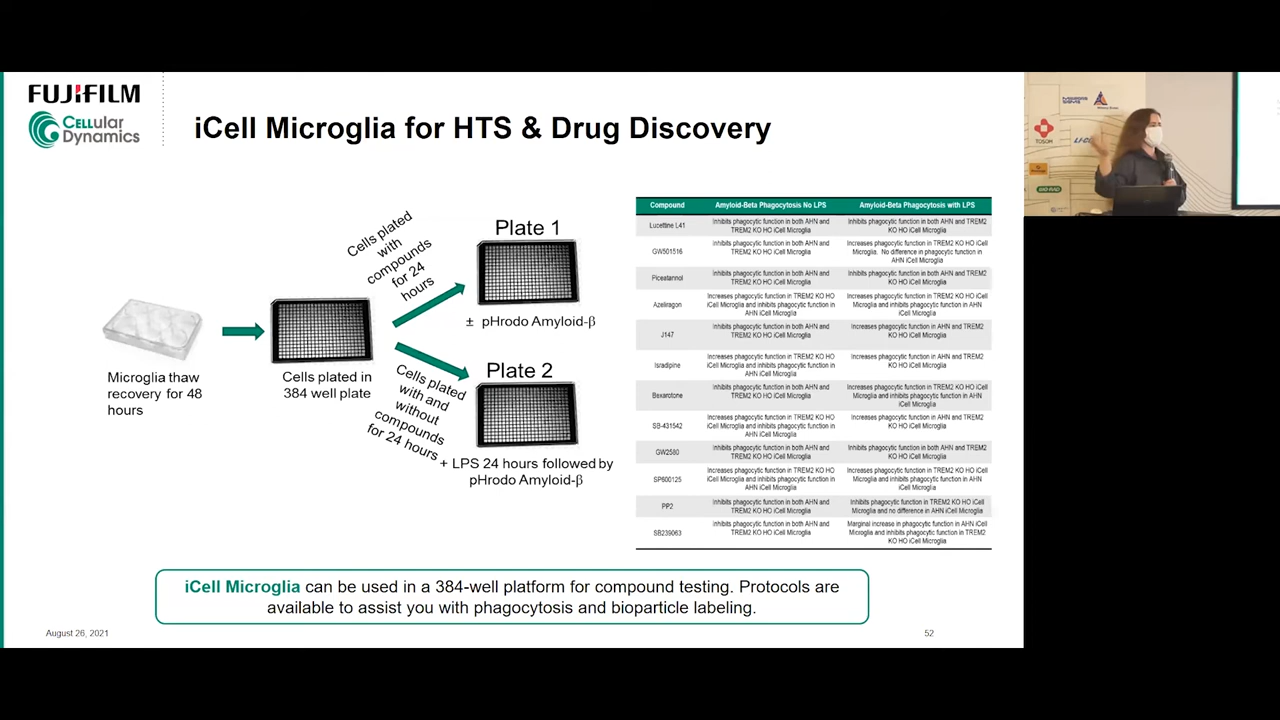 FUJIFILM
CELLular
Dynamics
iCell Microglia for HTS & Drug Discovery
Microglia thaw
recovery for 48
hours
Cells plated in
384 well plate
Cells plated
with
compounds
for 24
hours
Plate 1
± pHrodo Amyloid-β
Cells plated
with and
without
compounds
for 24 hours
Plate 2
+ LPS 24 hours followed by
pHrodo Amyloid-β
Compound Amyloid-Beta Phagocytosis No LPS Amyloid-Beta Phagocytosis with LPS
Lucettine L41
Inhibits phagocytic function in both AHN and
TREM2 KO HO iCell Microglia
Inhibits phagocytic function in both AHN and TREM2
KO HO iCell Microglia
GW501516
Inhibits phagocytic function in both AHN and
TREM2 KO HO iCell Microglia
Increases phagocytic function in TREM2 KO HO iCell
Microglia. No difference in phagocytic function in
AHN iCell Microglia
Piceatannol
Inhibits phagocytic function in both AHN and
TREM2 KO HO iCell Microglia
Inhibits phagocytic function in both AHN and TREM2
KO HO iCell Microglia
Azeliragon
Increases phagocytic function in TREM2 KO HO
iCell Microglia and inhibits phagocytic function in
AHN iCell Microglia
Increases phagocytic function in TREM2 KO HO iCell
Microglia and inhibits phagocytic function in AHN
iCell Microglia
J147
Inhibits phagocytic function in both AHN and
TREM2 KO HO iCell Microglia
Increases phagocytic function in AHN and TREM2
KO HO iCell Microglia
Isradipine
Increases phagocytic function in TREM2 KO HO
iCell Microglia and inhibits phagocytic function in
AHN iCell Microglia
Increases phagocytic function in AHN and TREM2
KO HO iCell Microglia
Bexarotone
Inhibits phagocytic function in both AHN and
TREM2 KO HO iCell Microglia
Increases phagocytic function in TREM2 KO HO iCell
Microglia and inhibits phagocytic function in AHN
iCell Microglia
SB-431542
Increases phagocytic function in TREM2 KO HO
iCell Microglia and inhibits phagocytic function in
AHN iCell Microglia
Increases phagocytic function in AHN and TREM2
KO HO iCell Microglia
GW2580
Inhibits phagocytic function in both AHN and
TREM2 KO HO iCell Microglia
Inhibits phagocytic function in both AHN and TREM2
KO HO iCell Microglia
SP600125
Increases phagocytic function in TREM2 KO HO
iCell Microglia and inhibits phagocytic function in
AHN iCell Microglia
Increases phagocytic function in TREM2 KO HO iCell
Microglia and inhibits phagocytic function in AHN
iCell Microglia
PP2
Inhibits phagocytic function in both AHN and
TREM2 KO HO iCell Microglia
Inhibits phagocytic function in TREM2 KO HO iCell
Microglia and no difference in AHN iCell Microglia
SB239063
Inhibits phagocytic function in both AHN and
TREM2 KO HO iCell Microglia
Marginal increase in phagocytic function in AHN iCell
Microglia and inhibits phagocytic function in TREM2
KO HO iCell Microglia
iCell Microglia can be used in a 384-well platform for compound testing. Protocols are
available to assist you with phagocytosis and bioparticle labeling.
August 26, 2021
52
TOSOH
BIO-RAD